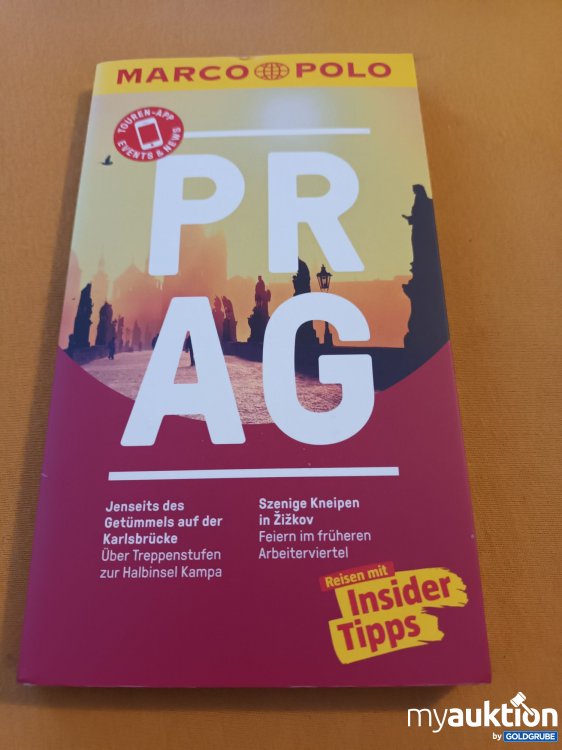 MARCO POLO
TOUREN-APP
EVENTS & NEWS
PR
AG
Jenseits des
Getümmels auf der
Karlsbrücke
Über Treppenstufen
zur Halbinsel Kampa
Szenige Kneipen
in Žižkov
Feiern im früheren
Arbeiterviertel
Reisen mit
Insider
Tipps
myauktion
by GOLDGRUBE